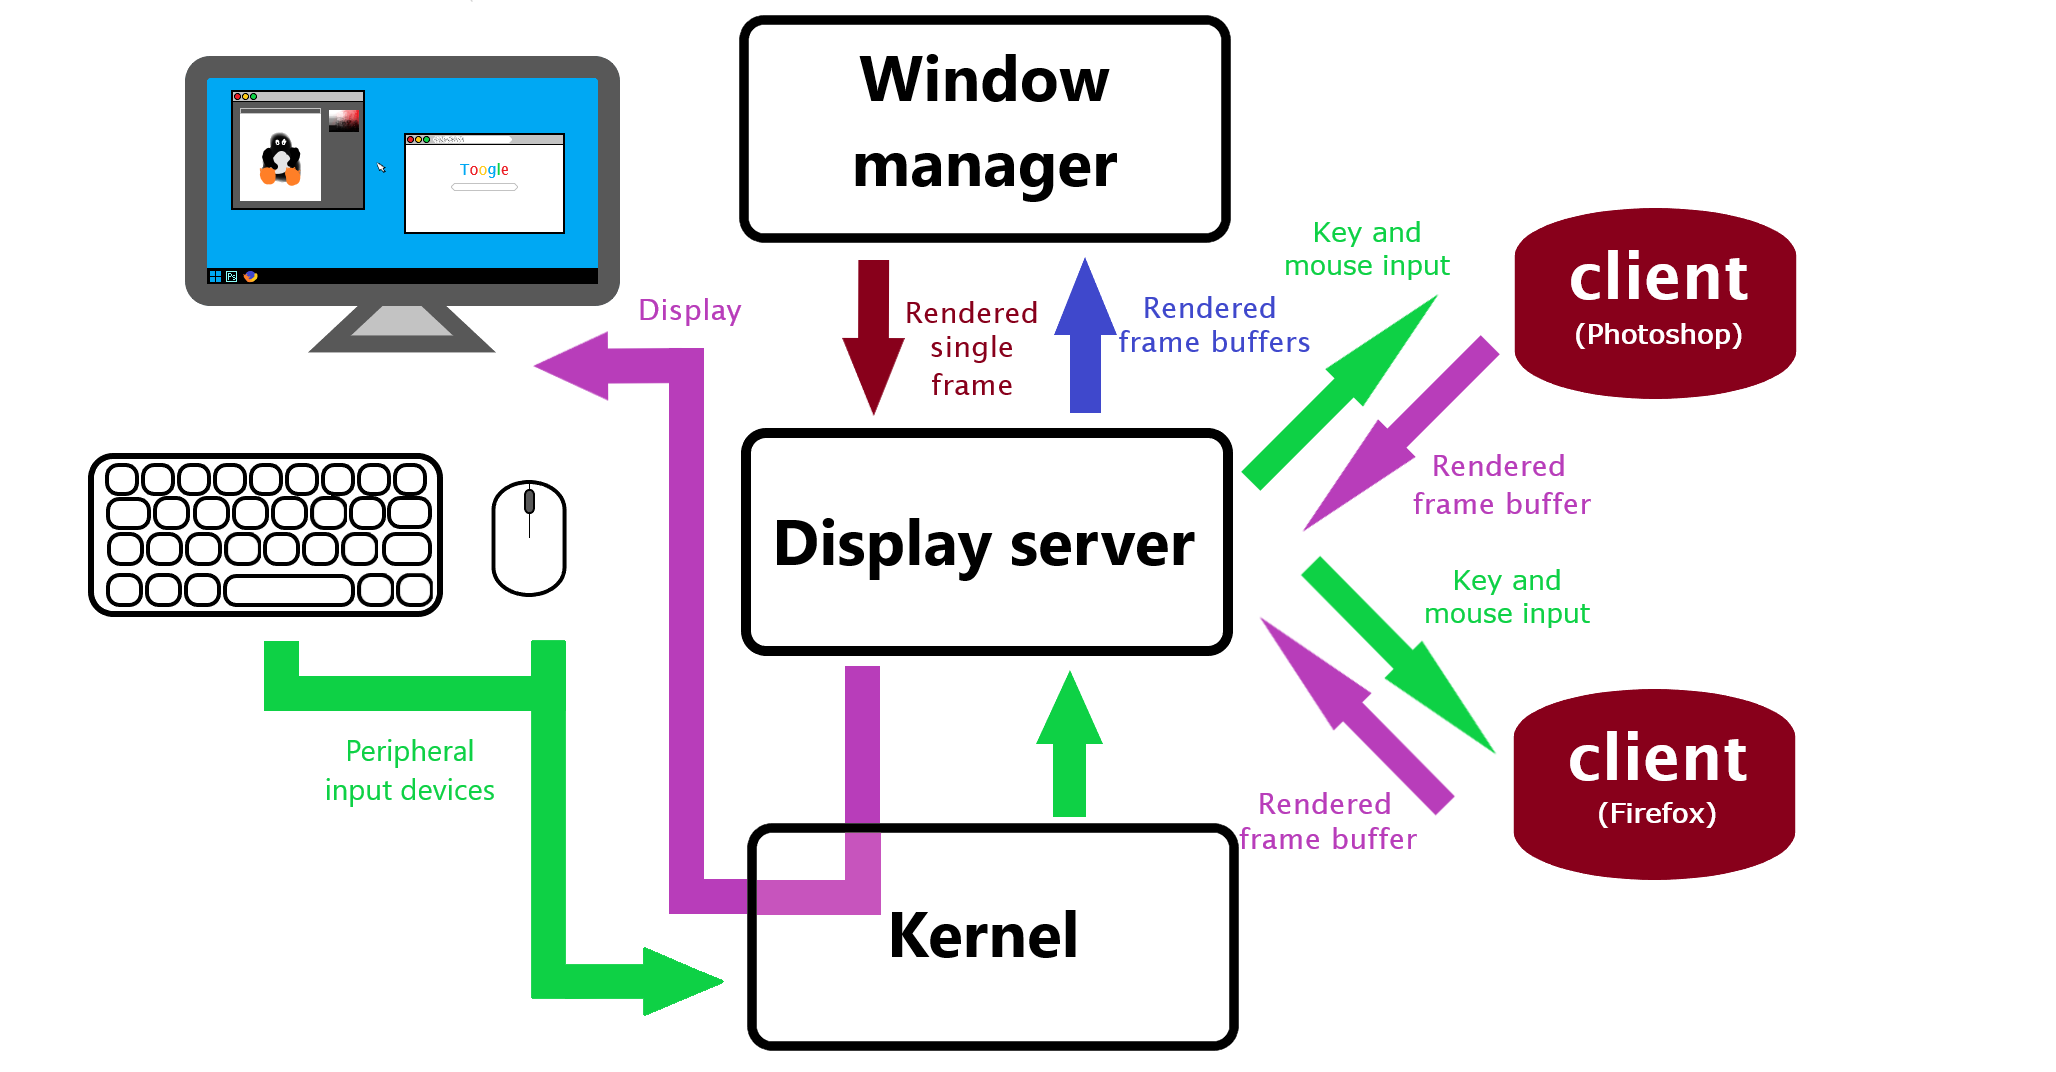 Window
manager
Toogle
Ps
Display
Rendered
single
frame
Rendered
frame buffers
Key and
mouse input
client
(Photoshop)
Rendered
frame buffer
Display server
Key and
mouse input
Peripheral
input devices
Rendered
frame buffer
client
(Firefox)
Kernel